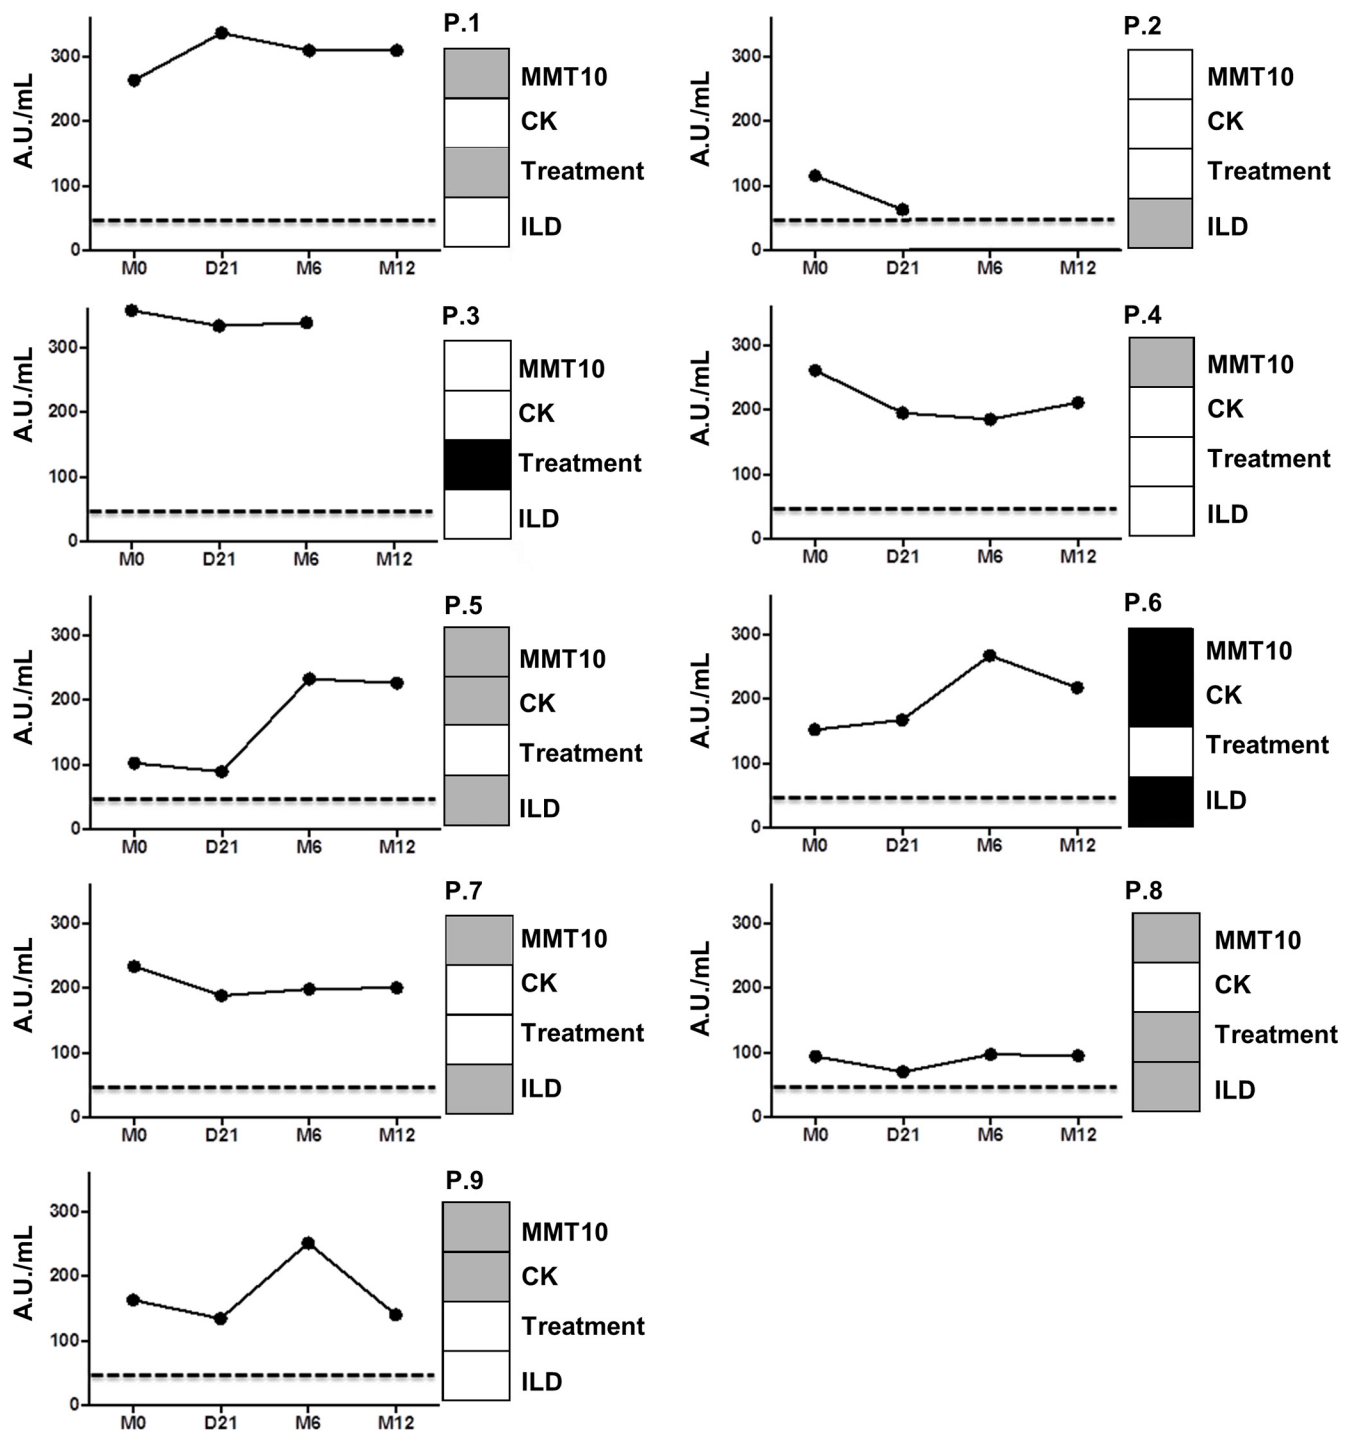 P.1
A.U./mL
300
200
100
0
M0 D21 M6 M12
MMT10
CK
Treatment
ILD
P.2
A.U./mL
300
200
100
0
M0 D21 M6 M12
MMT10
CK
Treatment
ILD
P.3
A.U./mL
300
200
100
0
M0 D21 M6 M12
MMT10
CK
Treatment
ILD
P.4
A.U./mL
300
200
100
0
M0 D21 M6 M12
MMT10
CK
Treatment
ILD
P.5
A.U./mL
300
200
100
0
M0 D21 M6 M12
MMT10
CK
Treatment
ILD
P.6
A.U./mL
300
200
100
0
M0 D21 M6 M12
MMT10
CK
Treatment
ILD
P.7
A.U./mL
300
200
100
0
M0 D21 M6 M12
MMT10
CK
Treatment
ILD
P.8
A.U./mL
300
200
100
0
M0 D21 M6 M12
MMT10
CK
Treatment
ILD
P.9
A.U./mL
300
200
100
0
M0 D21 M6 M12
MMT10
CK
Treatment
ILD